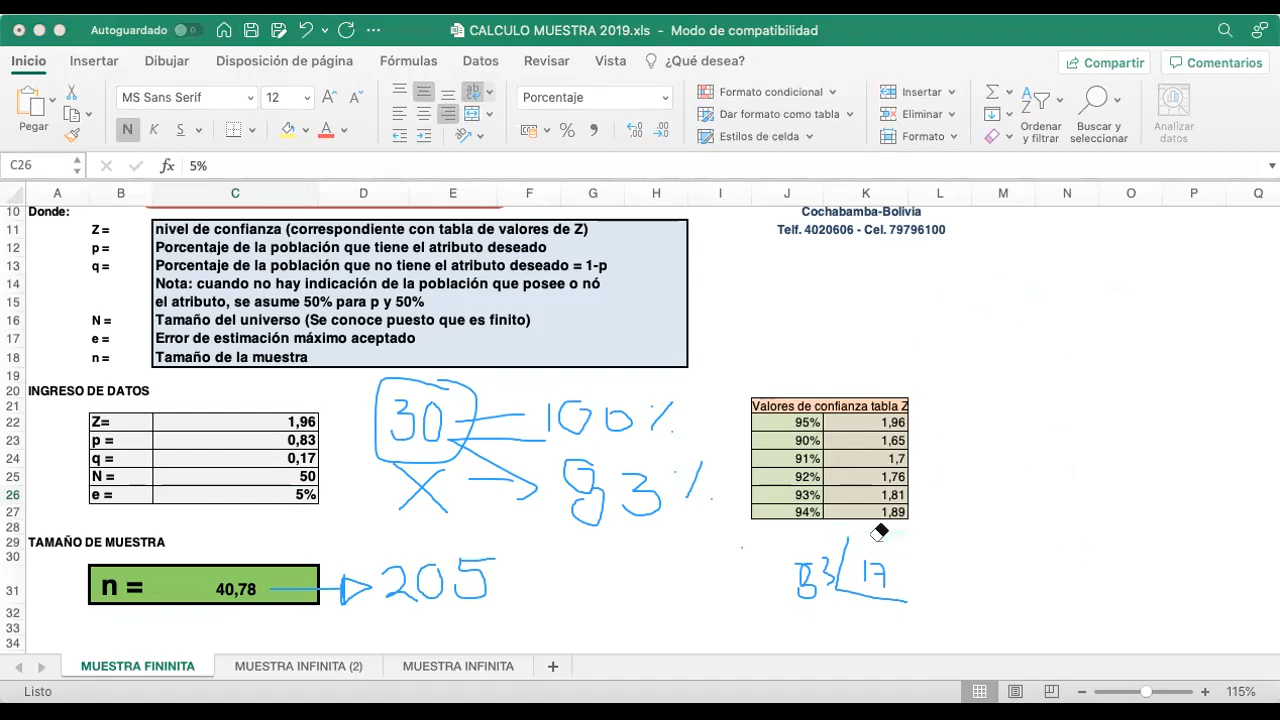 Autoguardado
CALCULO MUESTRA 2019.xls - Modo de compatibilidad
Inicio Insertar Dibujar Disposición de página Fórmulas Datos Revisar Vista ¿Qué desea? Compartir Comentarios
Pegar MS Sans Serif 12 Porcentaje Formato condicional Insertar
N K S Dar formato como tabla Eliminar
Estilos de celda Formato
Ordenar y filtrar Buscar y seleccionar Analizar datos
C26 fx 5%
A B C D E F G H I J K L M N O P Q
10 Donde: Cochabamba-Bolivia
11 Z = nivel de confianza (correspondiente con tabla de valores de Z) Telf. 4020606 - Cel. 79796100
12 p = Porcentaje de la población que tiene el atributo deseado
13 q = Porcentaje de la población que no tiene el atributo deseado = 1-p
14 Nota: cuando no hay indicación de la población que posee o nó
15 el atributo, se asume 50% para p y 50%
16 N = Tamaño del universo (Se conoce puesto que es finito)
17 e = Error de estimación máximo aceptado
18 n = Tamaño de la muestra
19
20 INGRESO DE DATOS
21 Valores de confianza tabla Z
22 Z= 1,96 30 100 % 95% 1,96
23 p = 0,83 90% 1,65
24 q = 0,17 91% 1,7
25 N = 50 X 83 % 92% 1,76
26 e = 5% 93% 1,81
27 94% 1,89
28
29 TAMAÑO DE MUESTRA
30
31 n = 40,78 205 83 17
32
33
34
MUESTRA FININITA MUESTRA INFINITA (2) MUESTRA INFINITA
Listo 115%